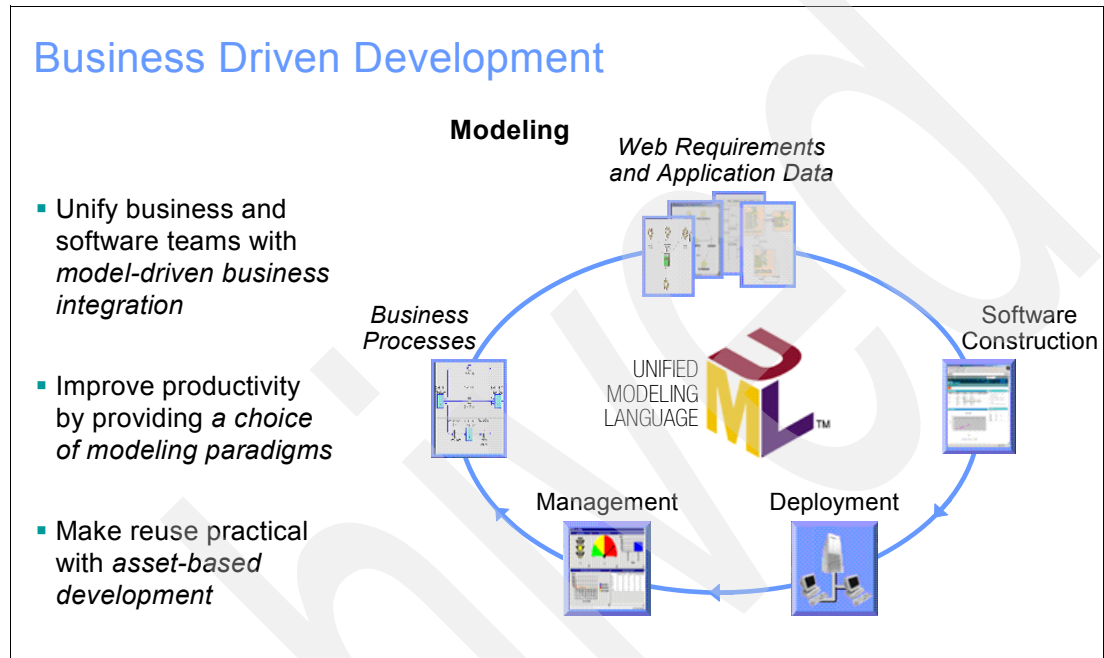 Business Driven Development
Modeling
Web Requirements
and Application Data
▪ Unify business and
software teams with
model-driven business
integration
Business
Processes
Software
Construction
UNIFIED
MODELING
LANGUAGE
UML™
▪ Improve productivity
by providing a choice
of modeling paradigms
Management
Deployment
▪ Make reuse practical
with asset-based
development